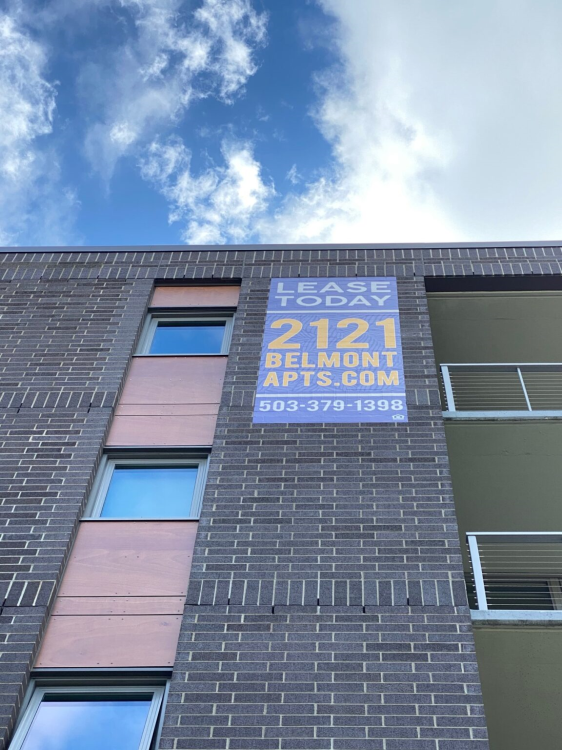 LEASE
TODAY
2121
BELMONT
APTS.COM
503-379-1398